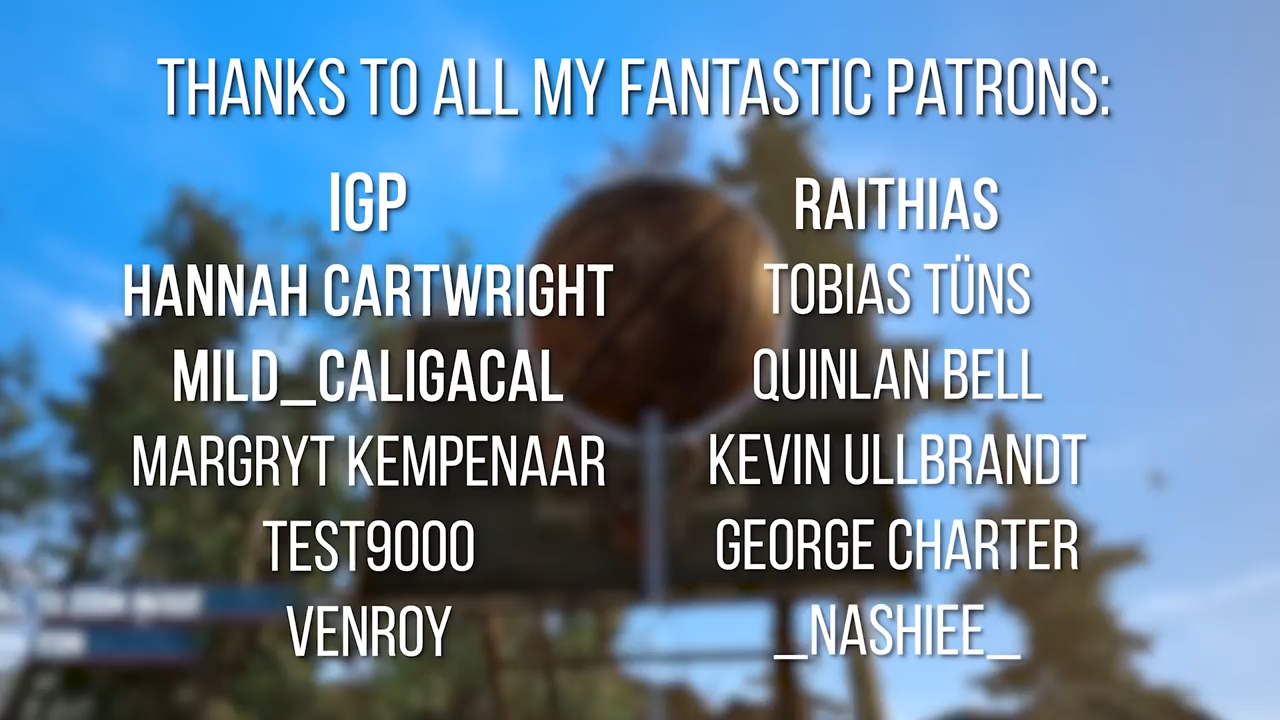 THANKS TO ALL MY FANTASTIC PATRONS:
IGP
HANNAH CARTWRIGHT
MILD_CALIGACAL
MARGRYT KEMPENAAR
TEST9000
VENROY
RAITHIAS
TOBIAS TÜNS
QUINLAN BELL
KEVIN ULLBRANDT
GEORGE CHARTER
_NASHIEE_